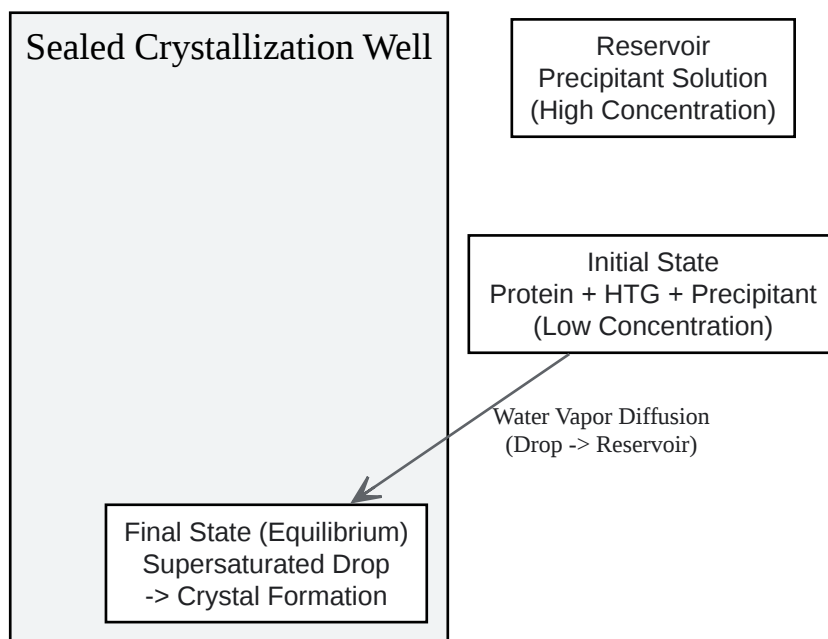 Sealed Crystallization Well
Reservoir
Precipitant Solution
(High Concentration)
Initial State
Protein + HTG + Precipitant
(Low Concentration)
Water Vapor Diffusion
(Drop -> Reservoir)
Final State (Equilibrium)
Supersaturated Drop
-> Crystal Formation